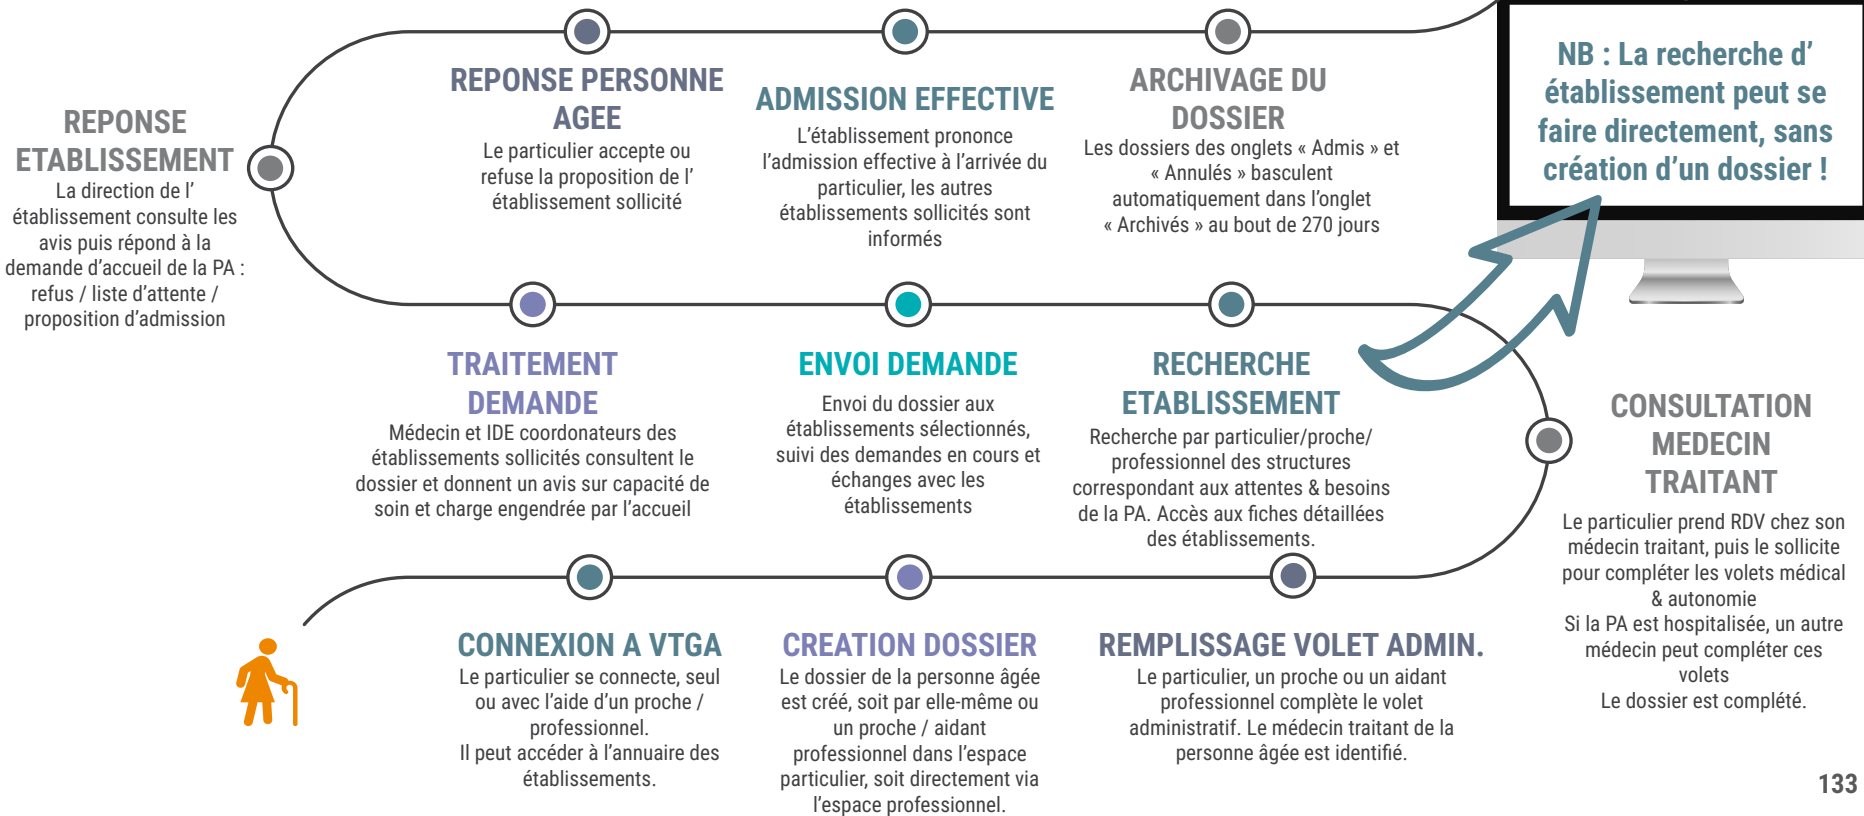 REPONSE
ETABLISSEMENT
La direction de l’
établissement consulte les
avis puis répond à la
demande d’accueil de la PA :
refus / liste d’attente /
proposition d’admission
REPONSE PERSONNE
AGEE
Le particulier accepte ou
refuse la proposition de l’
établissement sollicité
ADMISSION EFFECTIVE
L’établissement prononce
l’admission effective à l’arrivée du
particulier, les autres
établissements sollicités sont
informés
ARCHIVAGE DU
DOSSIER
Les dossiers des onglets « Admis » et
« Annulés » basculent
automatiquement dans l’onglet
« Archivés » au bout de 270 jours
NB : La recherche d’
établissement peut se
faire directement, sans
création d’un dossier !
TRAITEMENT
DEMANDE
Médecin et IDE coordonateurs des
établissements sollicités consultent le
dossier et donnent un avis sur capacité de
soin et charge engendrée par l’accueil
ENVOI DEMANDE
Envoi du dossier aux
établissements sélectionnés,
suivi des demandes en cours et
échanges avec les
établissements
RECHERCHE
ETABLISSEMENT
Recherche par particulier/proche/
professionnel des structures
correspondant aux attentes & besoins
de la PA. Accès aux fiches détaillées
des établissements.
CONSULTATION
MEDECIN
TRAITANT
Le particulier prend RDV chez son
médecin traitant, puis le sollicite
pour compléter les volets médical
& autonomie
Si la PA est hospitalisée, un autre
médecin peut compléter ces
volets
Le dossier est complété.
CONNEXION A VTGA
Le particulier se connecte, seul
ou avec l’aide d’un proche /
professionnel.
Il peut accéder à l’annuaire des
établissements.
CREATION DOSSIER
Le dossier de la personne âgée
est créé, soit par elle-même ou
un proche / aidant
professionnel dans l’espace
particulier, soit directement via
l’espace professionnel.
REMPLISSAGE VOLET ADMIN.
Le particulier, un proche ou un aidant
professionnel complète le volet
administratif. Le médecin traitant de la
personne âgée est identifié.
133